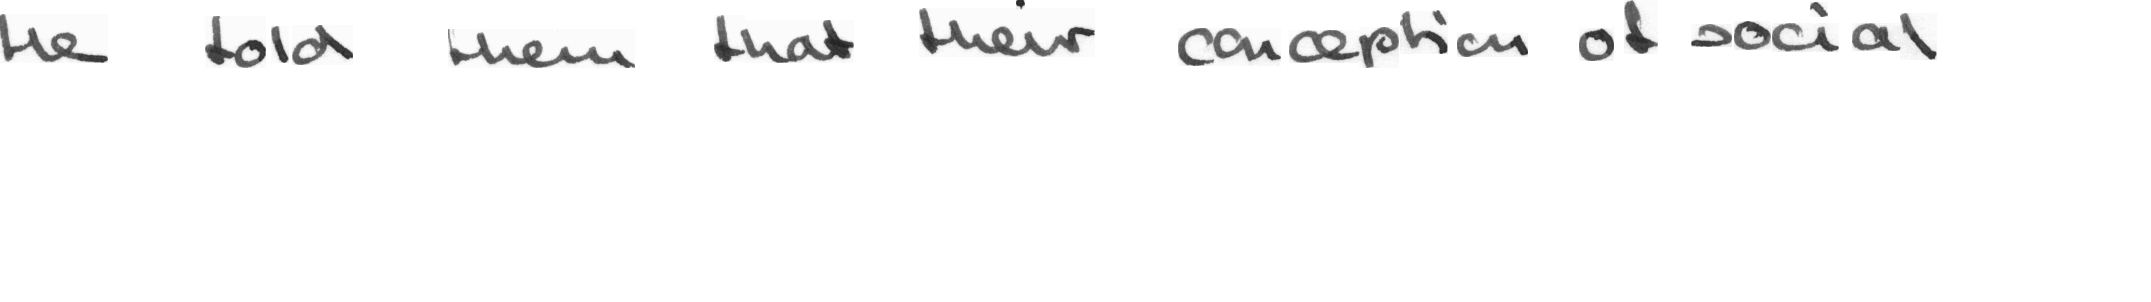 He told them that their conception of social